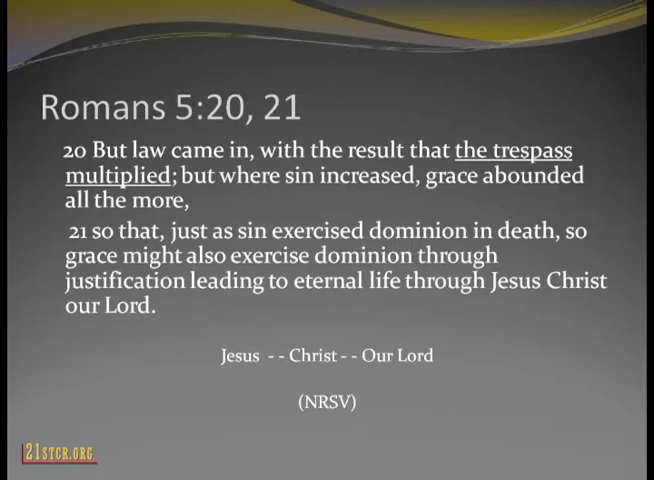 Romans 5:20, 21
20 But law came in, with the result that the trespass
multiplied; but where sin increased, grace abounded
all the more,
21 so that, just as sin exercised dominion in death, so
grace might also exercise dominion through
justification leading to eternal life through Jesus Christ
our Lord.
Jesus - - Christ - - Our Lord
(NRSV)
21STCR.ORG